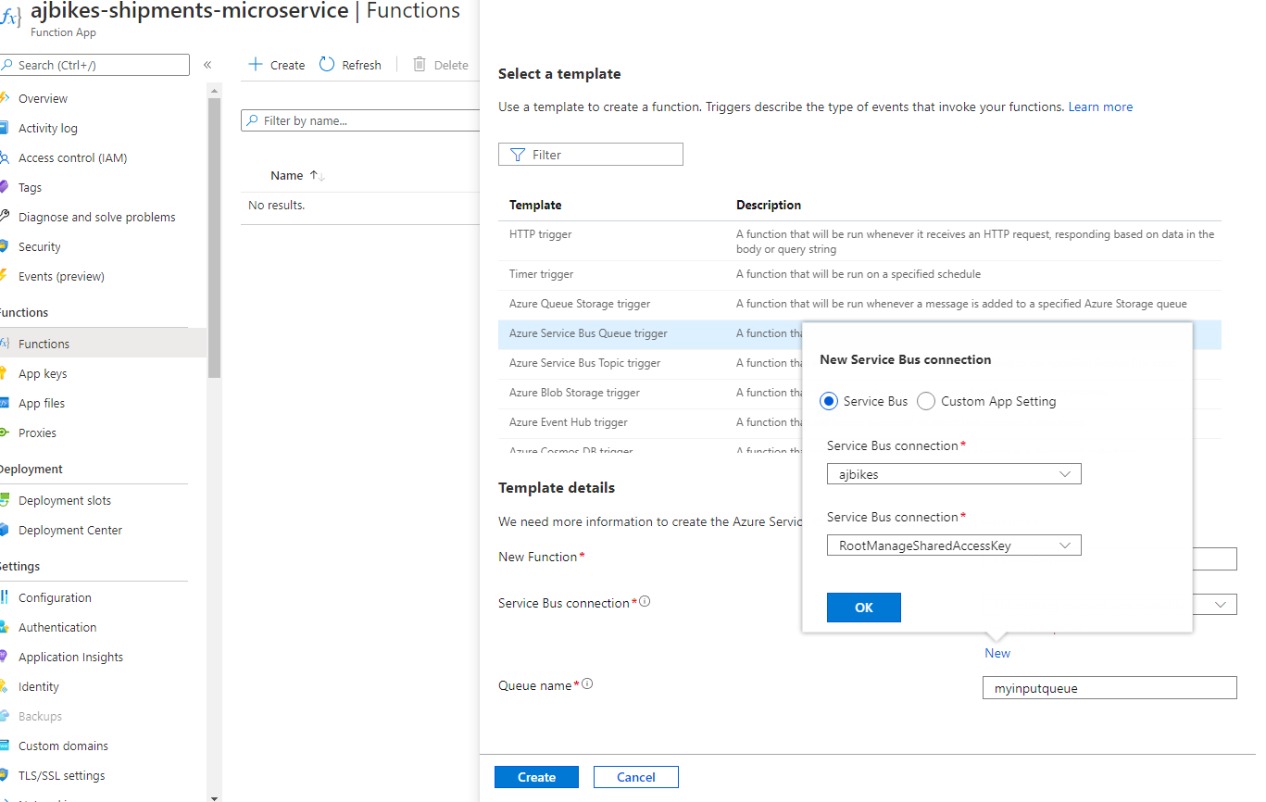 ajbikes-shipments-microservice | Functions
Function App
Search (Ctrl+/)
«
Overview
Activity log
Access control (IAM)
Tags
Diagnose and solve problems
Security
Events (preview)
Functions
Functions
App keys
App files
Proxies
Deployment
Deployment slots
Deployment Center
Settings
Configuration
Authentication
Application Insights
Identity
Backups
Custom domains
TLS/SSL settings
Create
Refresh
Delete
Filter by name...
Name
No results.
Select a template
Use a template to create a function. Triggers describe the type of events that invoke your functions. Learn more
Filter
Template Description
HTTP trigger A function that will be run whenever it receives an HTTP request, responding based on data in the
body or query string
Timer trigger A function that will be run on a specified schedule
Azure Queue Storage trigger A function that will be run whenever a message is added to a specified Azure Storage queue
Azure Service Bus Queue trigger A function tha
Azure Service Bus Topic trigger A function tha
Azure Blob Storage trigger A function tha
Azure Event Hub trigger A function tha
Azure Cosmos DB trigger A function tha
Template details
We need more information to create the Azure Servic
New Function*
Service Bus connection*
New
Queue name*
myinputqueue
Create
Cancel
New Service Bus connection
Service Bus
Custom App Setting
Service Bus connection*
ajbikes
Service Bus connection*
RootManageSharedAccessKey
OK